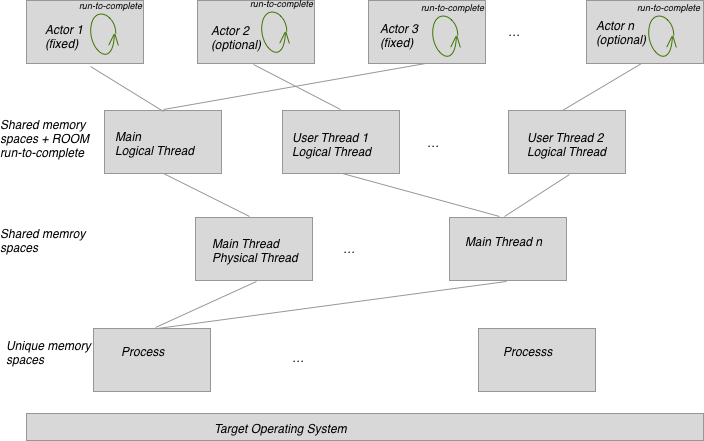 run-to-complete
Actor 1
(fixed)
run-to-complete
Actor 2
(optional)
run-to-complete
Actor 3
(fixed)
...
run-to-complete
Actor n
(optional)
Shared memory
spaces + ROOM
run-to-complete
Main
Logical Thread
User Thread 1
Logical Thread
...
User Thread 2
Logical Thread
Shared memroy
spaces
Main Thread
Physical Thread
...
Main Thread n
Unique memory
spaces
Process
...
Processs
Target Operating System